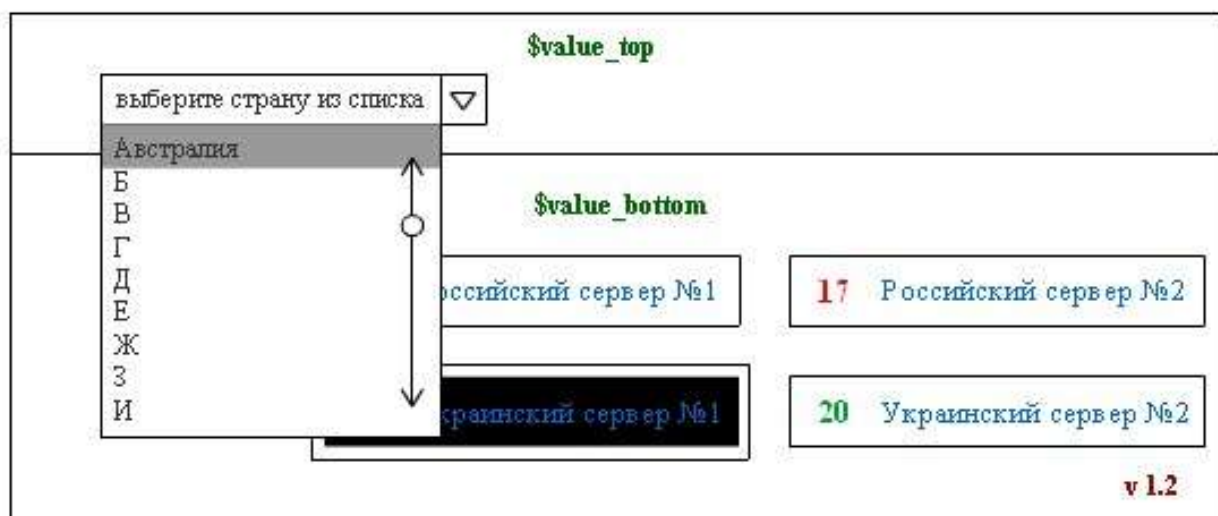 $value_top
выберите страну из списка
Австралия
Б
В
Г
Д
Е
Ж
З
И
$value_bottom
оссийский сервер №1
17 Российский сервер №2
краинский сервер №1
20 Украинский сервер №2
v 1.2